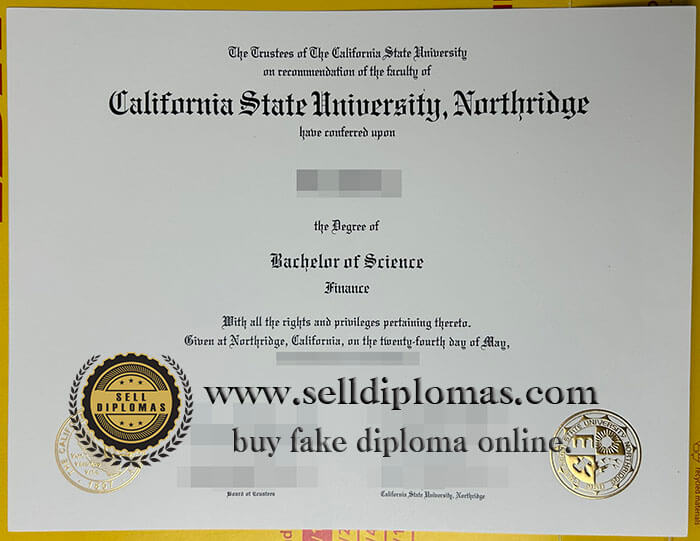 The Trustees of The California State University
on recommendation of the faculty of
California State University, Northridge
have conferred upon
the Degree of
Bachelor of Science
Finance
With all the rights and privileges pertaining thereto.
Given at Northridge, California, on the twenty-fourth day of May,
SELL
DIPLOMAS
www.selldiplomas.com
buy fake diploma online.
Board of Trustees
California State University, Northridge